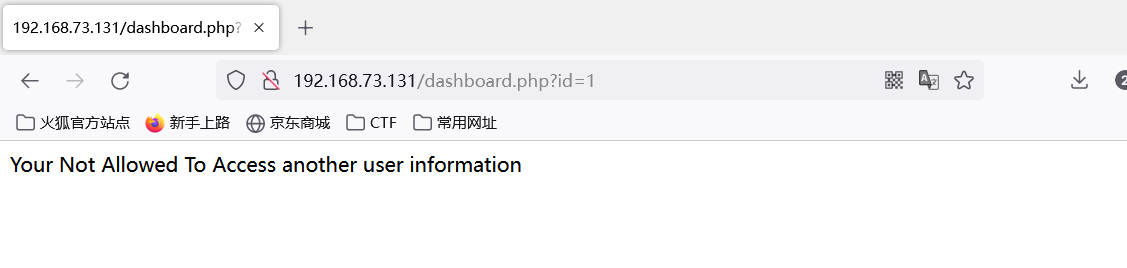 192.168.73.131/dashboard.php?
192.168.73.131/dashboard.php?id=1
火狐官方站点 新手上路 京东商城 CTF 常用网址
Your Not Allowed To Access another user information